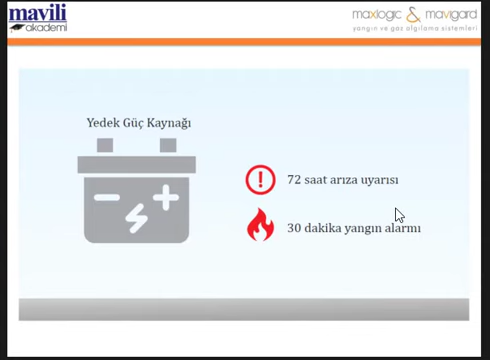 mavili
akademi
maxlogic & mavigard
yangın ve gaz algılama sistemleri
Yedek Güç Kaynağı
72 saat arıza uyarısı
30 dakika yangın alarmı